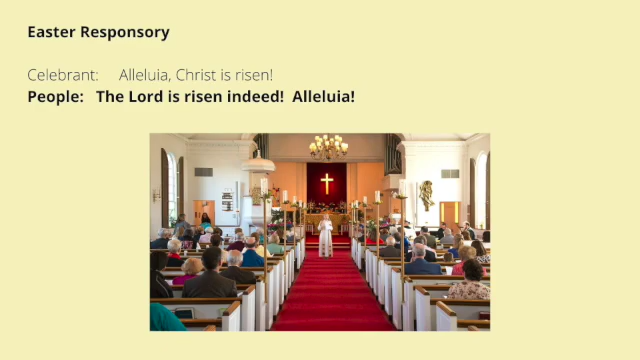 Easter Responsory
Celebrant: Alleluia, Christ is risen!
People: The Lord is risen indeed! Alleluia!